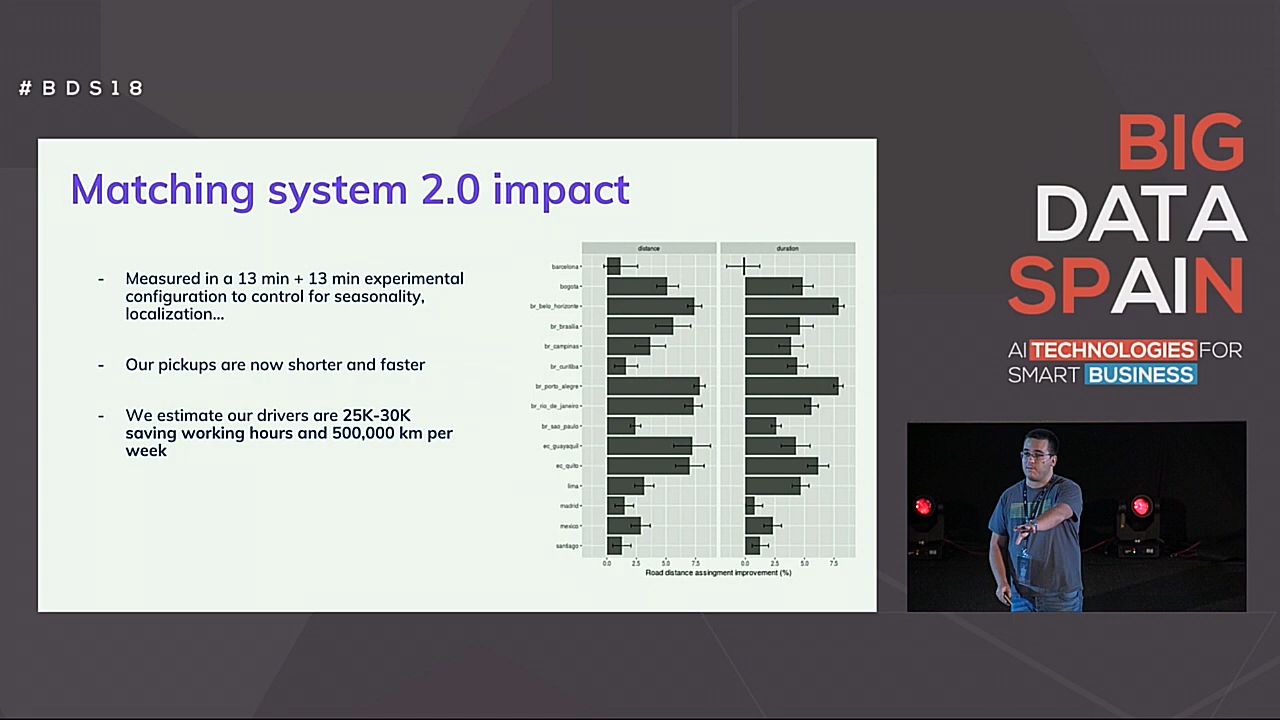 #BDS18
Matching system 2.0 impact
- Measured in a 13 min + 13 min experimental
configuration to control for seasonality,
localization...
- Our pickups are now shorter and faster
- We estimate our drivers are 25K-30K
saving working hours and 500,000 km per
week
distance duration
barcelona
bogota
br_belo_horizonte
br_brasilia
br_campinas
br_curitiba
br_porto_alegre
br_rio_de_janeiro
br_sao_paulo
ec_guayaquil
ec_quito
lima
madrid
mexico
santiago
0.0 2.5 5.0 7.5 0.0 2.5 5.0 7.5
Road distance assingment improvement (%)
BIG
DATA
SPAIN
AI TECHNOLOGIES FOR
SMART BUSINESS